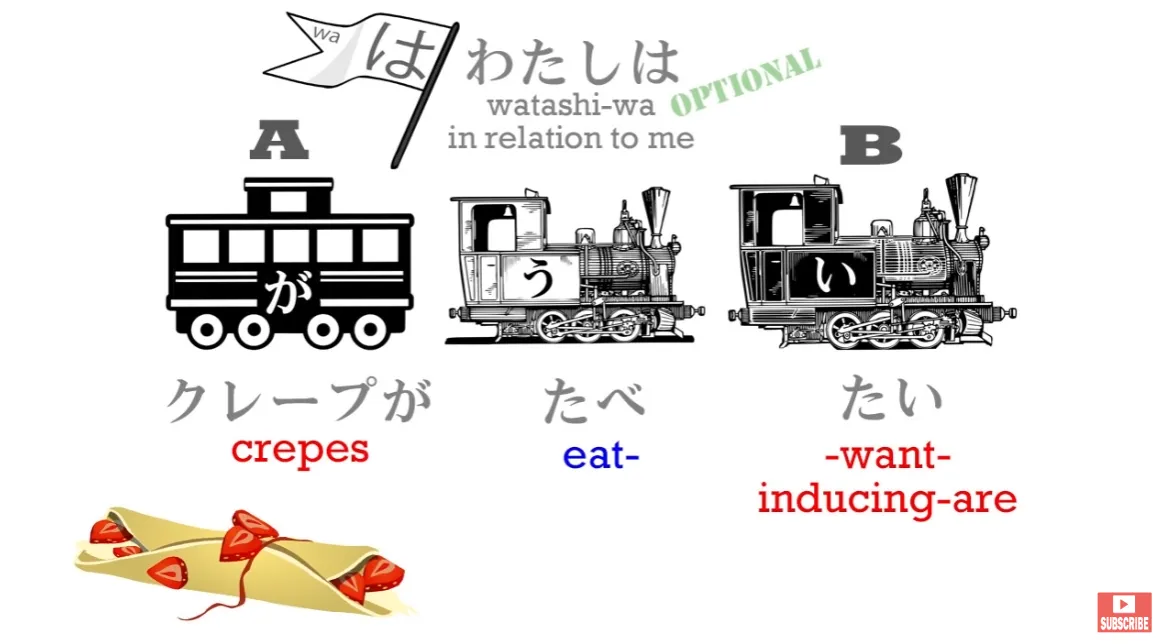 wa
は
わたしは
OPTIONAL
watashi-wa
in relation to me
A
B
が
う
い
クレープが
たべ
たい
crepes
eat-
-want-
inducing-are
SUBSCRIBE